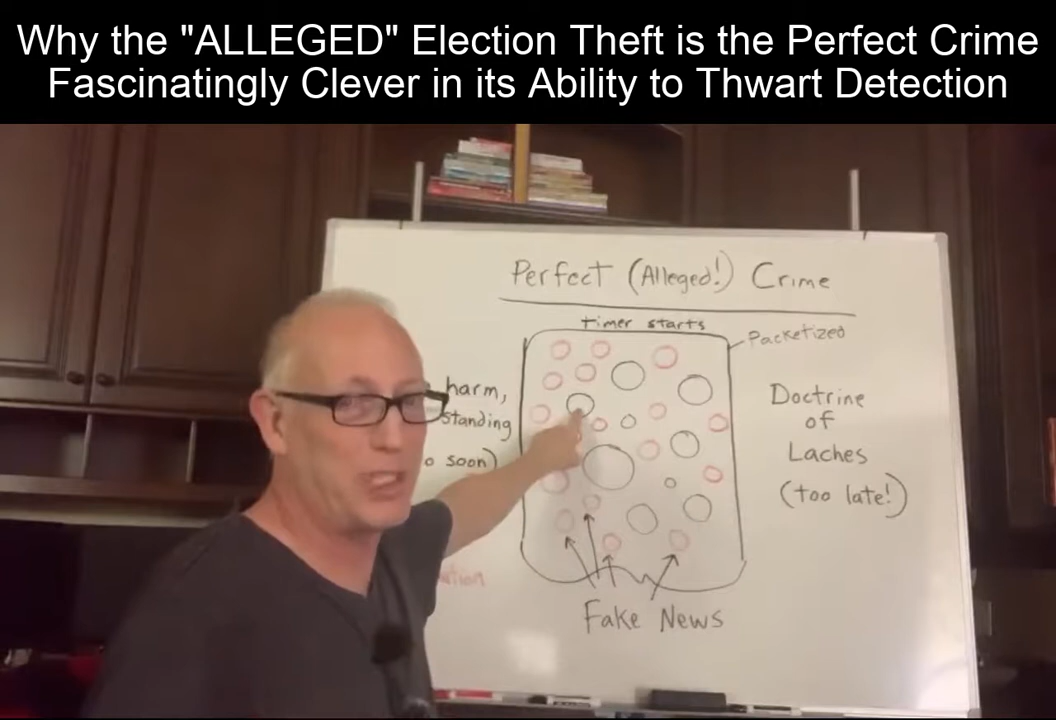 Why the "ALLEGED" Election Theft is the Perfect Crime
Fascinatingly Clever in its Ability to Thwart Detection
Perfect (Alleged!) Crime
timer starts
Packetized
harm,
standing
o soon)
Doctrine
of
Laches
(too late!)
Fake News